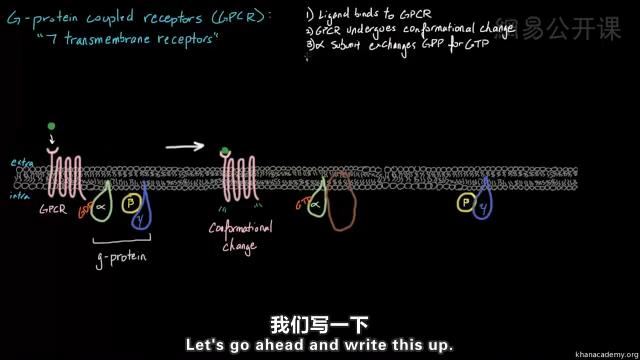 G-protein coupled receptors (GPCR):
"7 transmembrane receptors"
1) Ligand binds to GPCR
2) GPCR undergoes conformational change
3) α subunit exchanges GPP for GTP
網易公开课
extra
intra
GPCR
GDP
α
β
γ
g-protein
Conformational
change
GTP
α
β
γ
我们写一下
Let's go ahead and write this up.
khanacademy.org